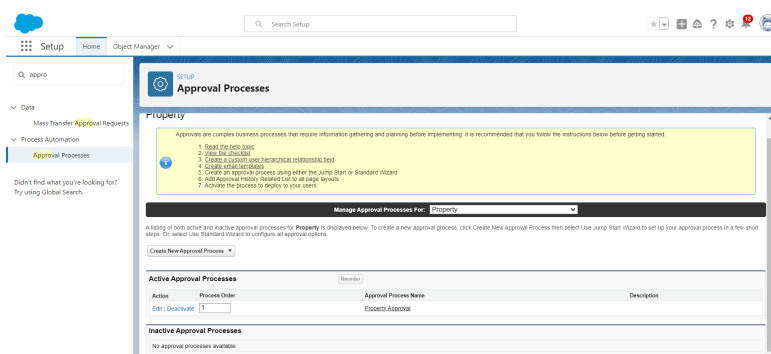 Search Setup
12
Setup
Home
Object Manager
appro
Data
Mass Transfer Approval Requests
Process Automation
Approval Processes
Didn't find what you're looking for?
Try using Global Search.
SETUP
Approval Processes
Property
Approvals are complex business processes that require information gathering and planning before implementing. It is recommended that you follow the instructions below before getting started.
1. Read the help topic
2. View the checklist
3. Create a custom user hierarchical relationship field
4. Create email templates
5. Create an approval process using either the Jump Start or Standard Wizard
6. Add Approval History Related List to all page layouts
7. Activate the process to deploy to your users
Manage Approval Processes For: Property
A listing of both active and inactive approval processes for Property is displayed below. To create a new approval process, click Create New Approval Process then select Use Jump Start Wizard to set up your approval process in a few short
steps. Or, select Use Standard Wizard to configure all approval options.
Create New Approval Process
Active Approval Processes
Reorder
Action Process Order Approval Process Name Description
Edit | Deactivate 1 Property Approval
Inactive Approval Processes
No approval processes available